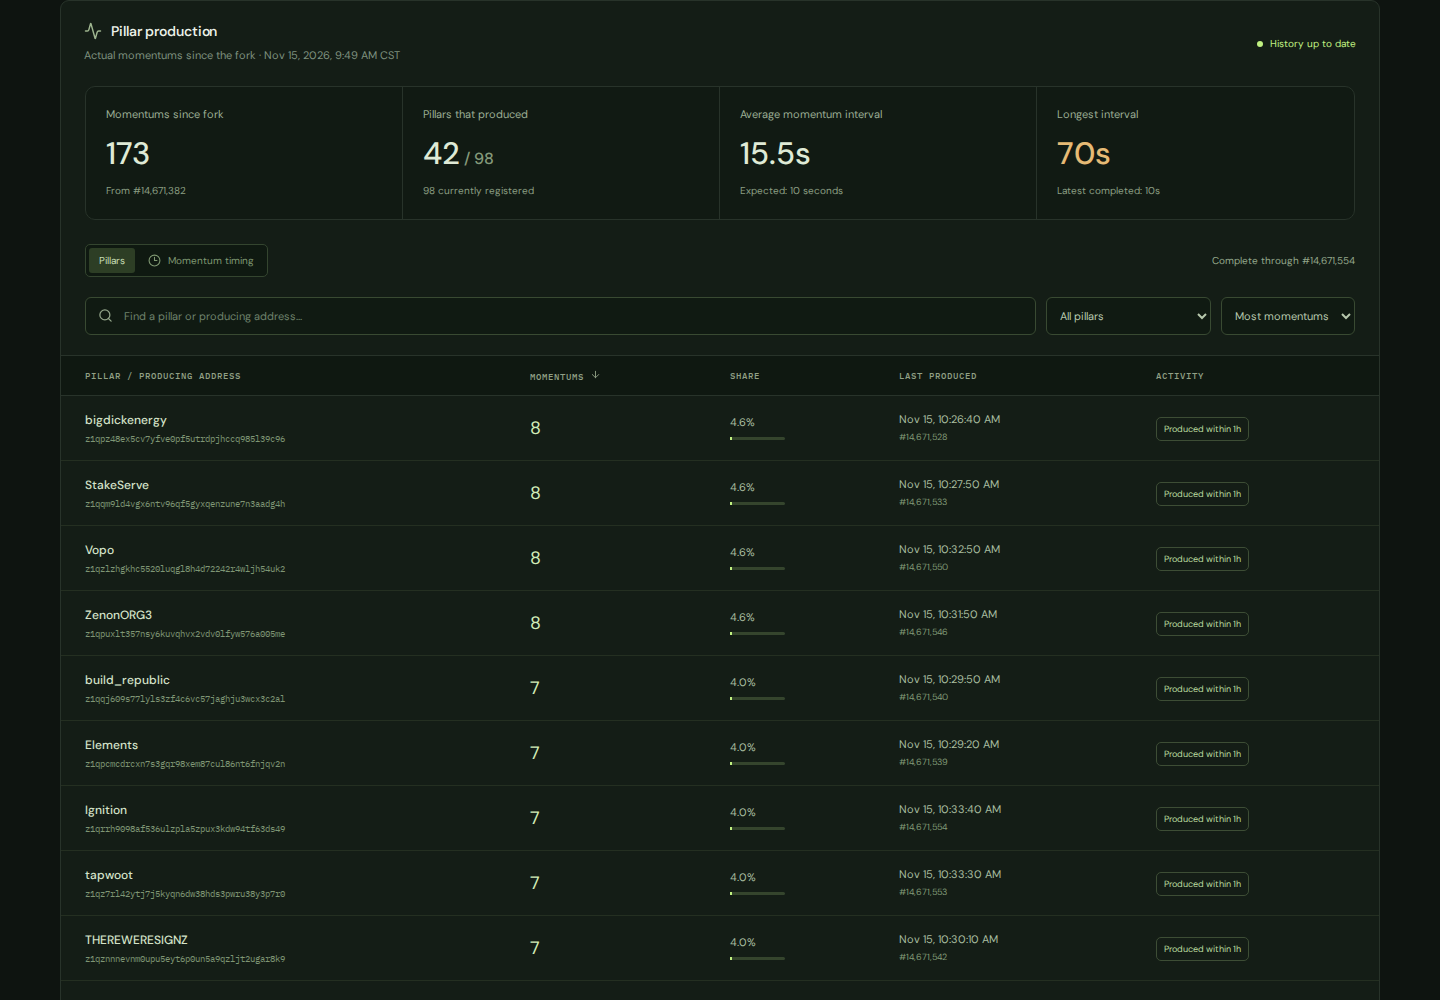 Pillar production
Actual momentums since the fork · Nov 15, 2026, 9:49 AM CST
History up to date
Momentums since fork
173
From #14,671,382
Pillars that produced
42 / 98
98 currently registered
Average momentum interval
15.5s
Expected: 10 seconds
Longest interval
70s
Latest completed: 10s
Pillars
Momentum timing
Complete through #14,671,554
Find a pillar or producing address...
All pillars
Most momentums
PILLAR / PRODUCING ADDRESS
MOMENTUMS
SHARE
LAST PRODUCED
ACTIVITY
bigdickenergy
z1qpz48ex5cv7yfve0pf5utrdpjhccq985l39c96
8
4.6%
Nov 15, 10:26:40 AM
#14,671,528
Produced within 1h
StakeServe
z1qqm9ld4vgx6ntv96qf5gyxqenzune7n3aadg4h
8
4.6%
Nov 15, 10:27:50 AM
#14,671,533
Produced within 1h
Vopo
z1qzlzhgkhc5520luqgl8h4d72242r4wljh54uk2
8
4.6%
Nov 15, 10:32:50 AM
#14,671,550
Produced within 1h
ZenonORG3
z1qpuxlt357nsy6kuvqhvx2vdv0lfyw576a005me
8
4.6%
Nov 15, 10:31:50 AM
#14,671,546
Produced within 1h
build_republic
z1qqj609s77lyls3zf4c6vc57jaghju3wcx3c2al
7
4.0%
Nov 15, 10:29:50 AM
#14,671,540
Produced within 1h
Elements
z1qpcmcdrcxn7s3gqr98xem87cul86nt6fnjqv2n
7
4.0%
Nov 15, 10:29:20 AM
#14,671,539
Produced within 1h
Ignition
z1qrrh9098af536ulzpla5zpux3kdw94tf63ds49
7
4.0%
Nov 15, 10:33:40 AM
#14,671,554
Produced within 1h
tapwoot
z1qz7rl42ytj7j5kyqn6dw38hds3pwru38y3p7r0
7
4.0%
Nov 15, 10:33:30 AM
#14,671,553
Produced within 1h
THEREWERESIGNZ
z1qznnnevnm0upu5eyt6p0un5a9qzljt2ugar8k9
7
4.0%
Nov 15, 10:30:10 AM
#14,671,542
Produced within 1h